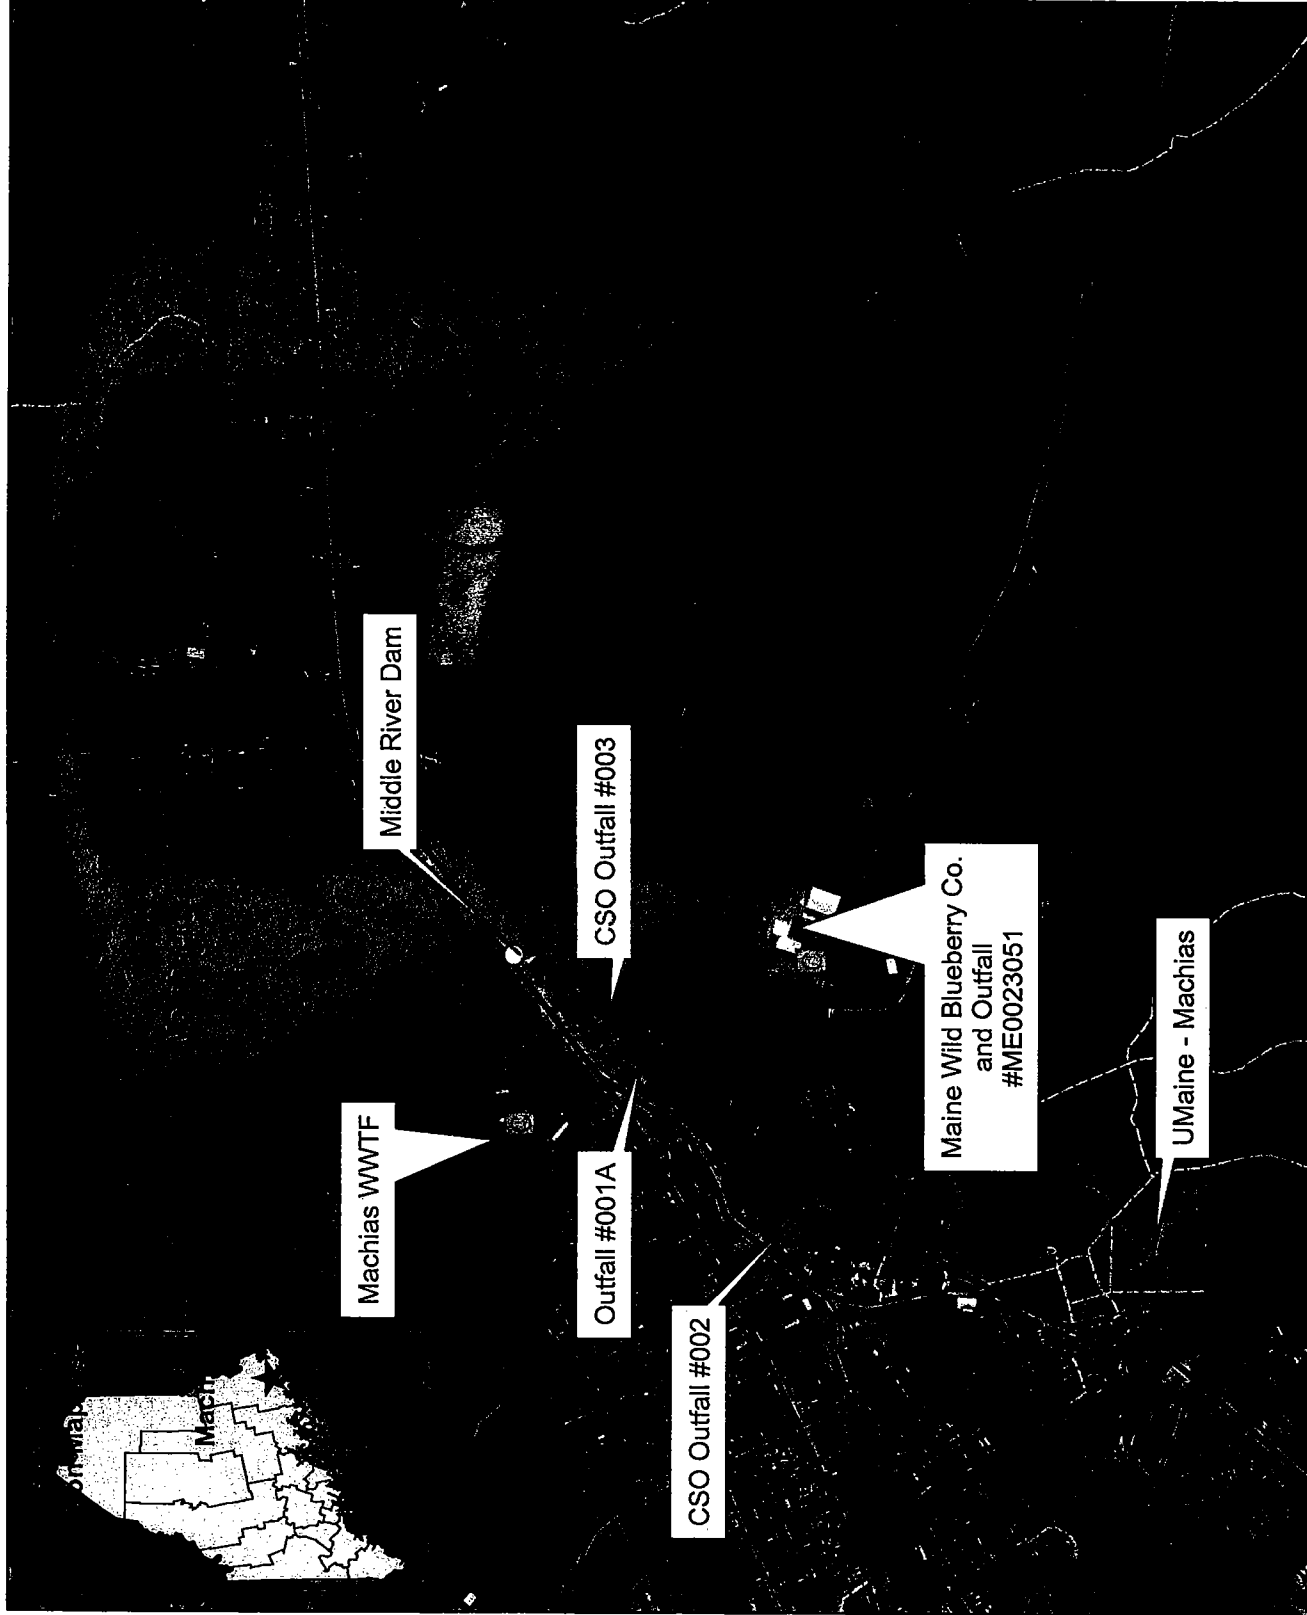 Mach
Machias WWTF
Middle River Dam
Outfall #001A
CSO Outfall #003
CSO Outfall #002
Maine Wild Blueberry Co.
and Outfall
#ME0023051
UMaine - Machias